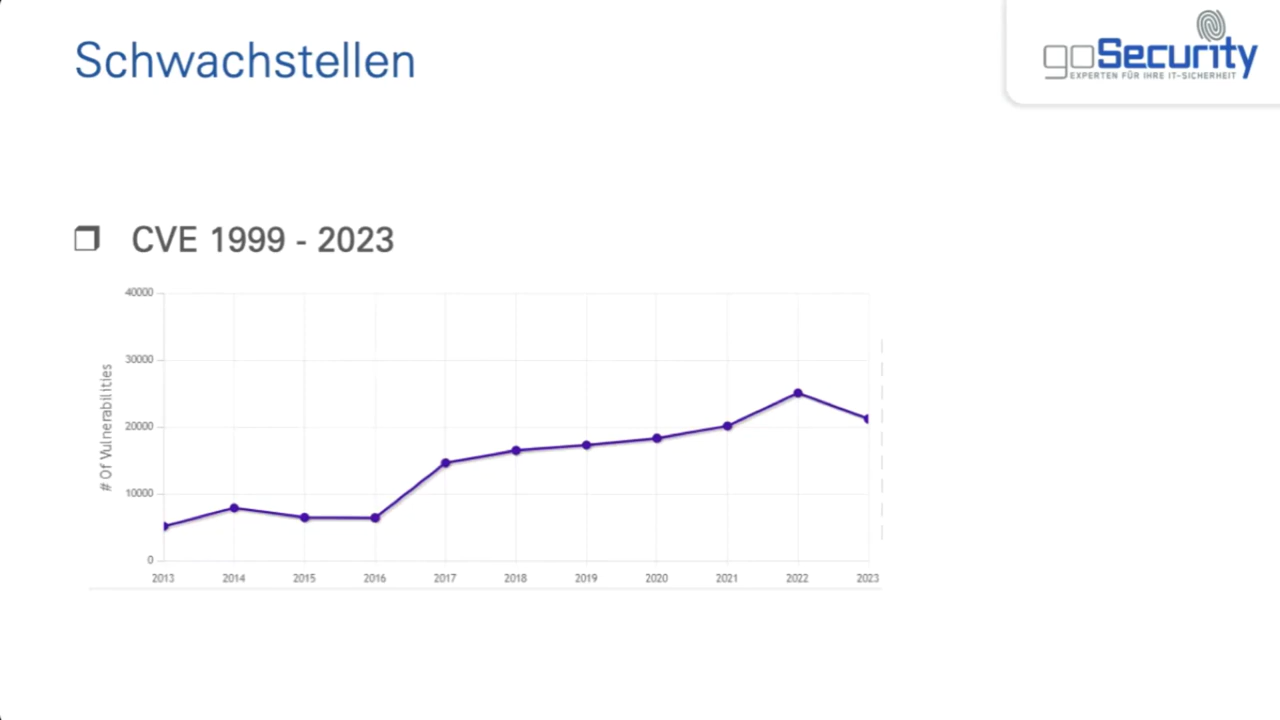 Schwachstellen
goSecurity
EXPERTEN FÜR IHRE IT-SICHERHEIT
CVE 1999 - 2023
# Of Vulnerabilities
40000
30000
20000
10000
0
2013 2014 2015 2016 2017 2018 2019 2020 2021 2022 2023